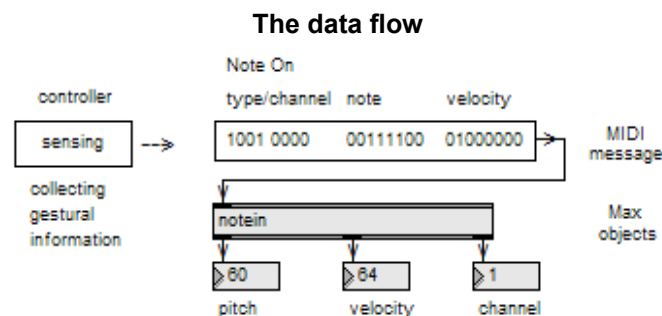 The data flow
Note On
controller type/channel note velocity
sensing --> 1001 0000 00111100 01000000 MIDI message
collecting gestural information
notein Max objects
60 64 1
pitch velocity channel